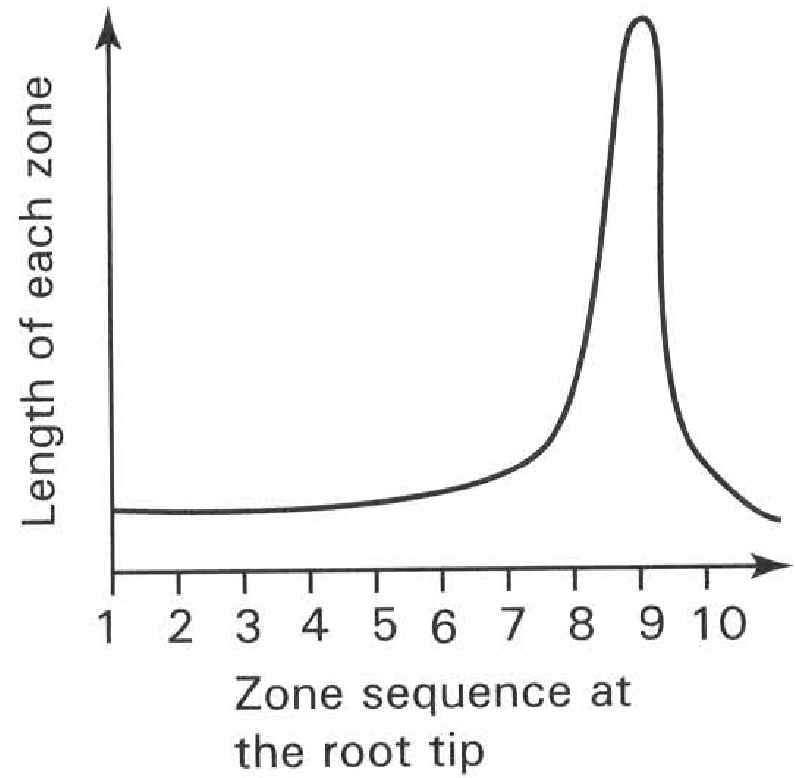 Length of each zone
1 2 3 4 5 6 7 8 9 10
Zone sequence at
the root tip